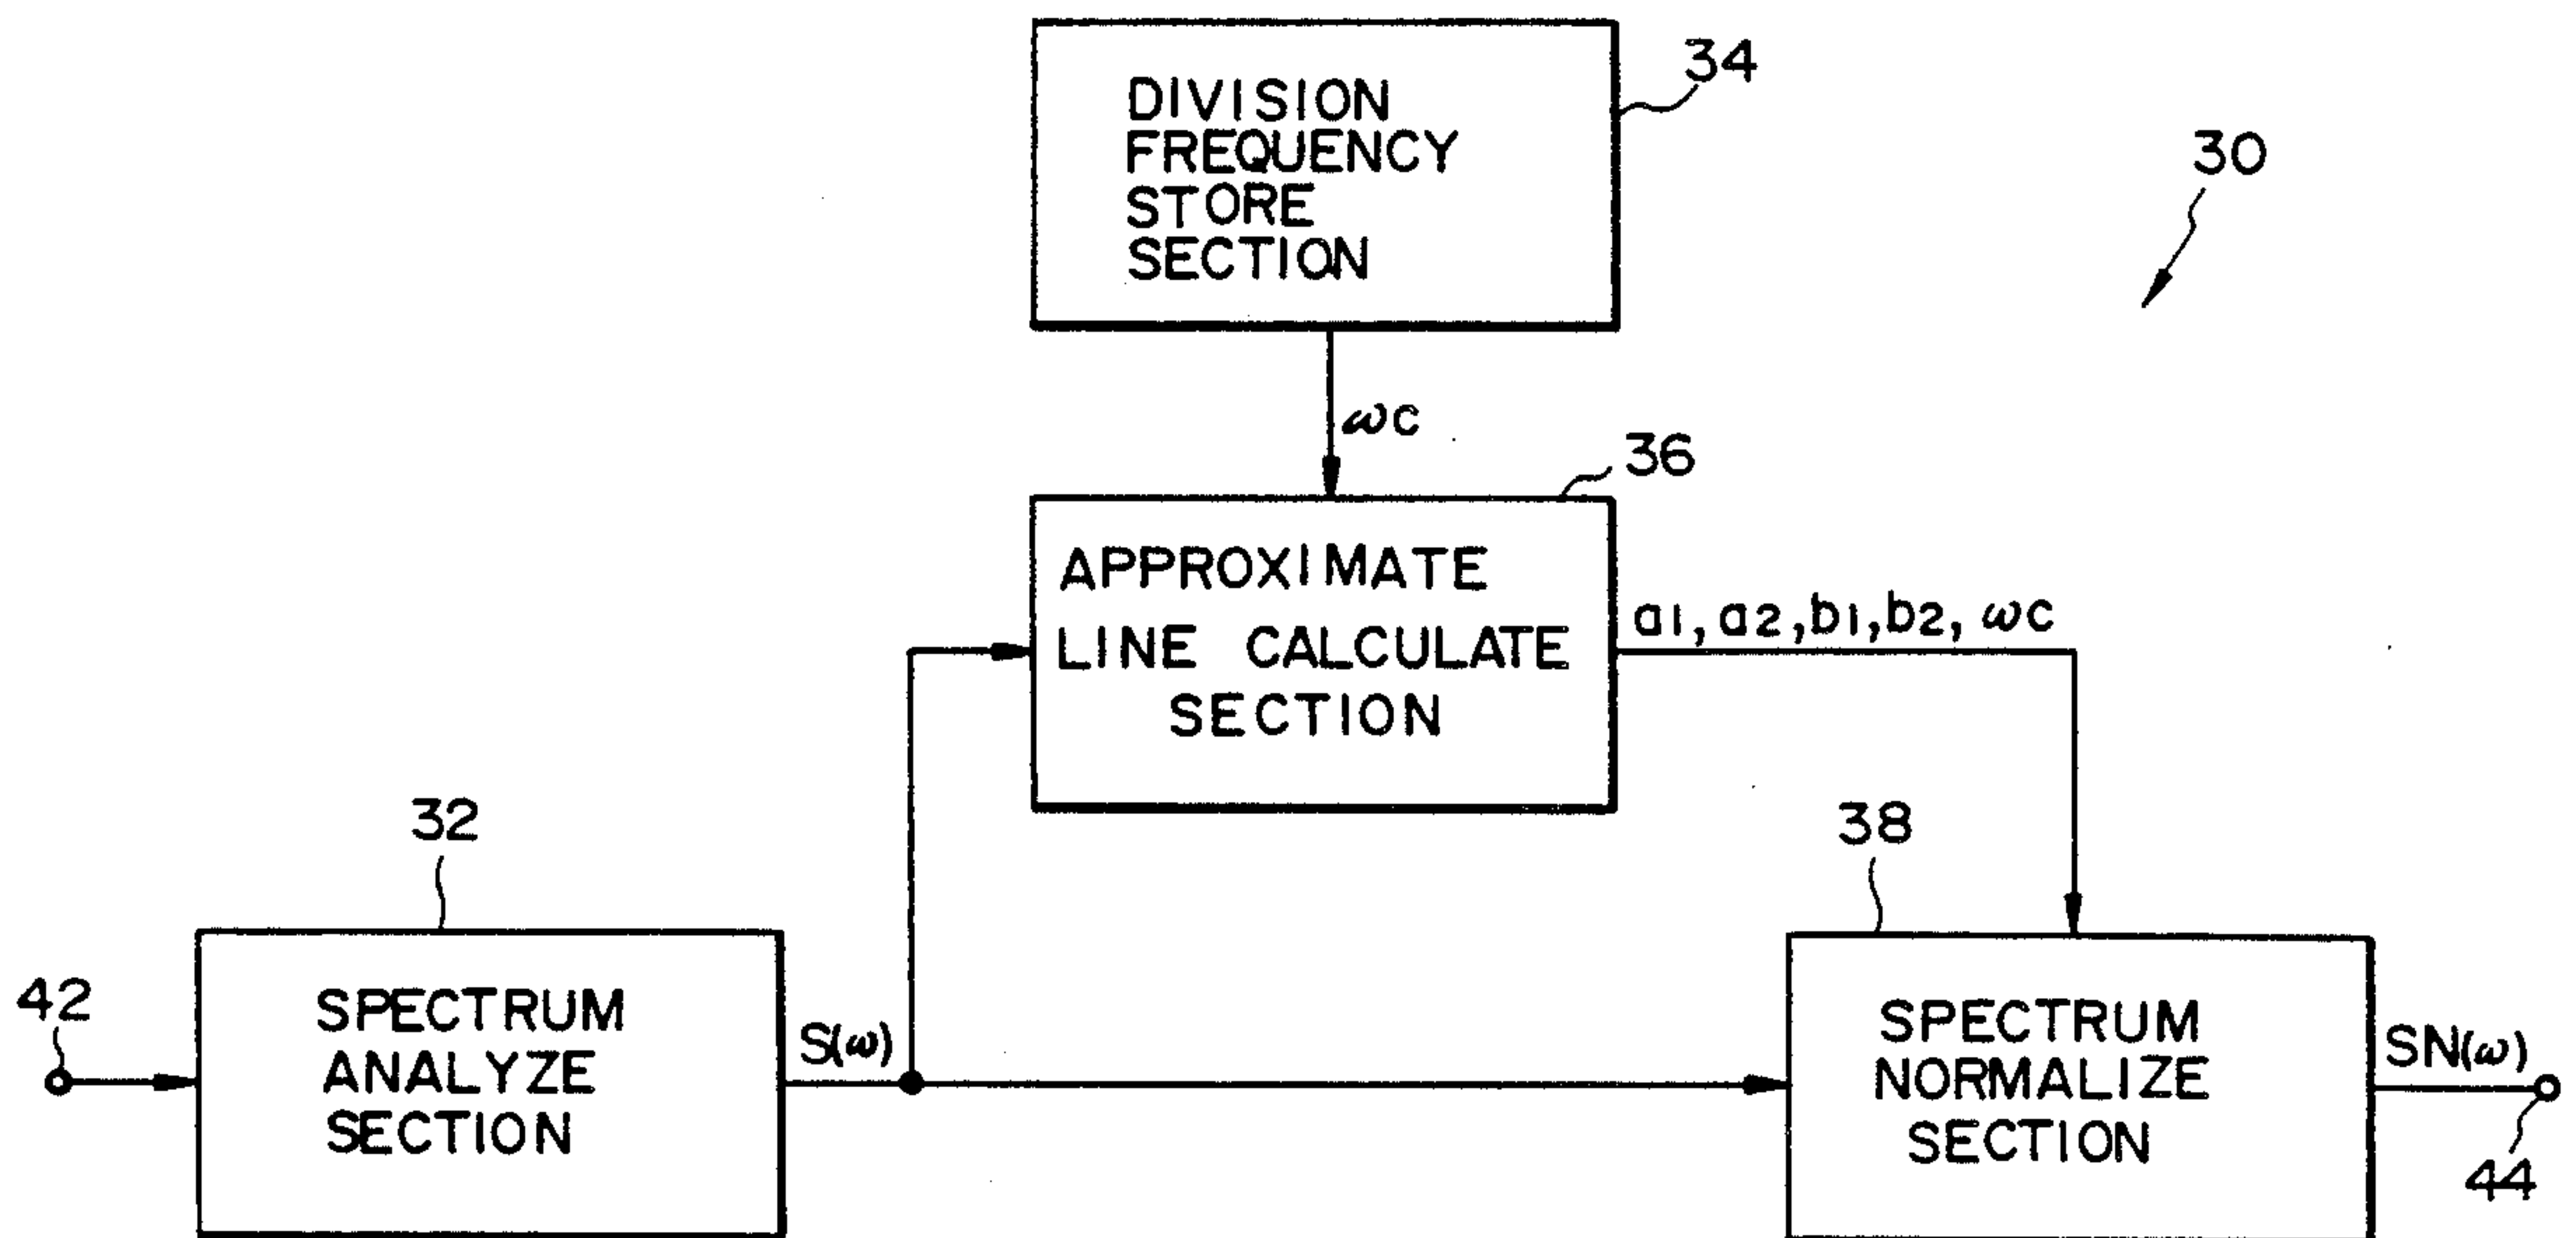 DIVISION
FREQUENCY
STORE
SECTION
34
30
ωc
36
APPROXIMATE
LINE CALCULATE
SECTION
a1, a2, b1, b2, ωc
32
38
42
SPECTRUM
ANALYZE
SECTION
S(ω)
SPECTRUM
NORMALIZE
SECTION
SN(ω)
44